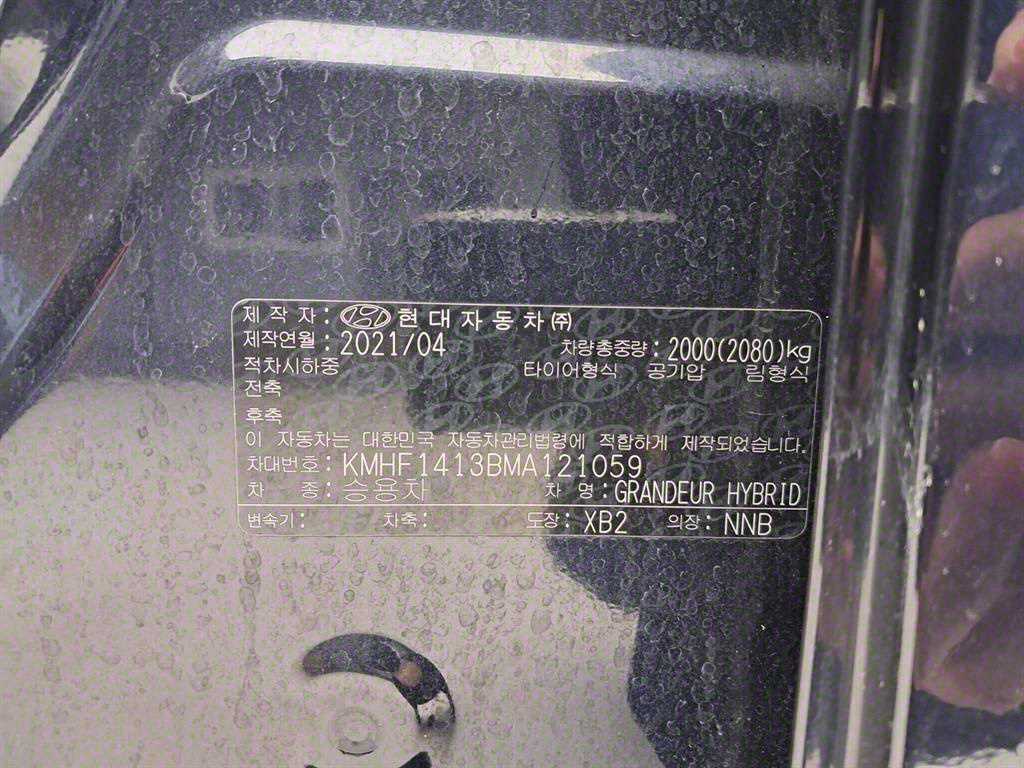 제작자: 현대자동차(주)
제작연월: 2021/04 차량총중량: 2000(2080)kg
적차시하중 타이어형식 공기압 림형식
전축
후축
이 자동차는 대한민국 자동차관리법령에 적합하게 제작되었습니다.
차대번호: KMHF1413BMA121059
차 종: 승용차 차 명: GRANDEUR HYBRID
변속기: 차축: 도장: XB2 의장: NNB